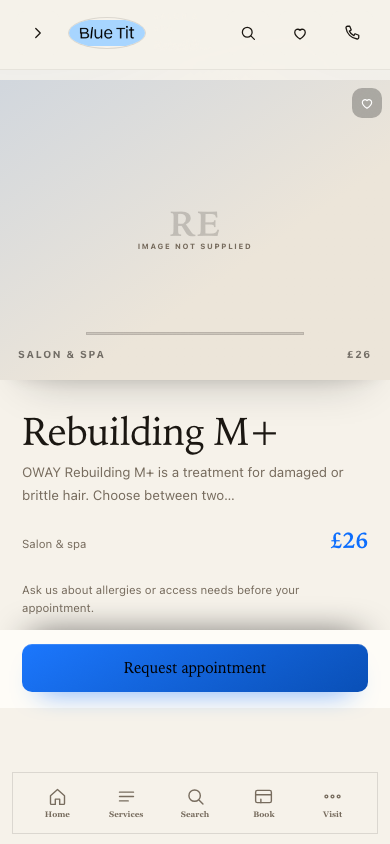 Blue Tit
RE
IMAGE NOT SUPPLIED
SALON & SPA £26
Rebuilding M+
OWAY Rebuilding M+ is a treatment for damaged or
brittle hair. Choose between two…
Salon & spa £26
Ask us about allergies or access needs before your
appointment.
Request appointment
Home Services Search Book Visit